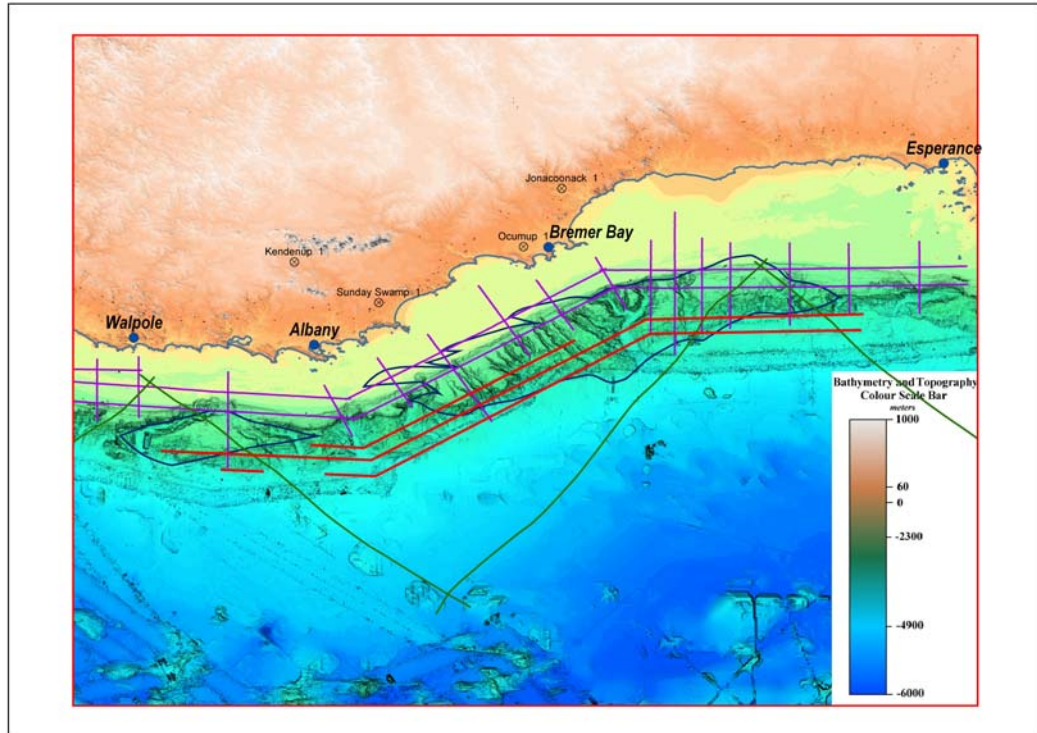 Esperance
Jonacoonack 1
Ocumup 1
Bremer Bay
Kendenup 1
Sunday Swamp 1
Walpole
Albany
Bathymetry and Topography
Colour Scale Bar
meters
1000
60
0
-2300
-4900
-6000